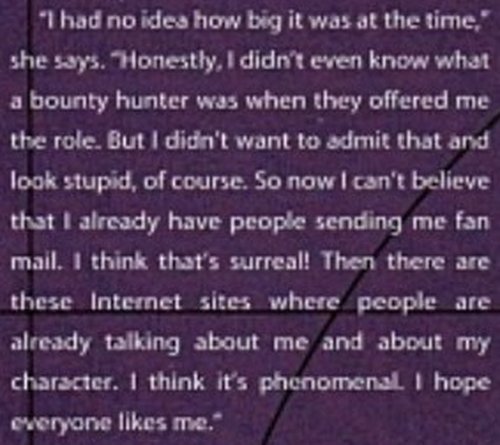 "I had no idea how big it was at the time,"
she says. "Honestly, I didn't even know what
a bounty hunter was when they offered me
the role. But I didn't want to admit that and
look stupid, of course. So now I can't believe
that I already have people sending me fan
mail. I think that's surreal! Then there are
these Internet sites where people are
already talking about me and about my
character. I think it's phenomenal. I hope
everyone likes me."